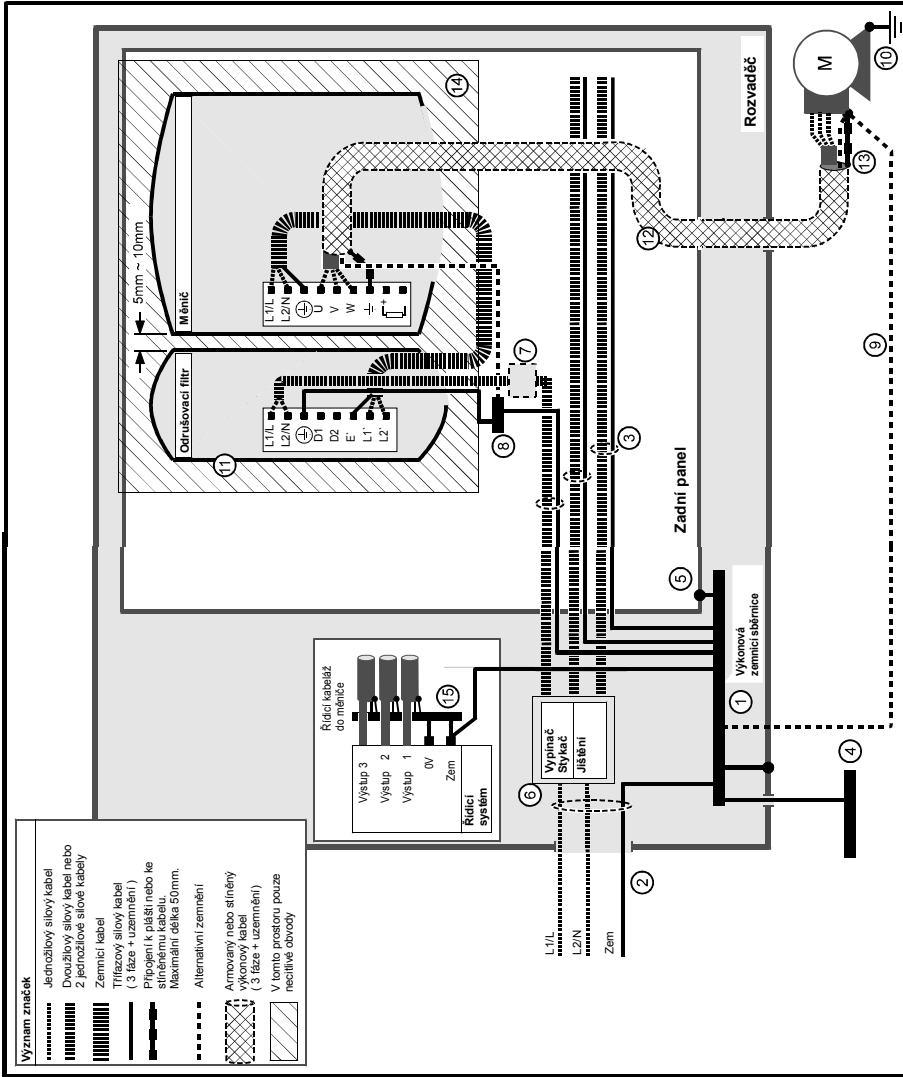 Význam značek
Jednožilový silový kabel
Dvoužilový silový kabel nebo
2 jednožilové silové kabely
Zemnicí kabel
Třífazový silový kabel
( 3 fáze + uzemnění )
Připojení k plášti nebo ke
stíněnému kabelu.
Maximální délka 50mm.
Alternativní zemnění
Armovaný nebo stíněný
výkonový kabel
( 3 fáze + uzemnění)
V tomto prostoru pouze
necitlivé obvody
L1/L
L2/N
Zem
2
6
Vypínač
Stykač
Jištění
4
1
Výkonová
zemnicí sběrnice
5
Zadní panel
Řídicí kabeláž
do měniče
Výstup 3
Výstup 2
Výstup 1
0V
Zem
Řídicí
systém
15
Odrušovací filtr
L1/L
L2/N
D1
D2
E'
L1'
L2'
11
8
7
3
5mm ~ 10mm
Měnič
L1/L
L2/N
U
V
W
+
14
12
9
Rozvaděč
M
10
13